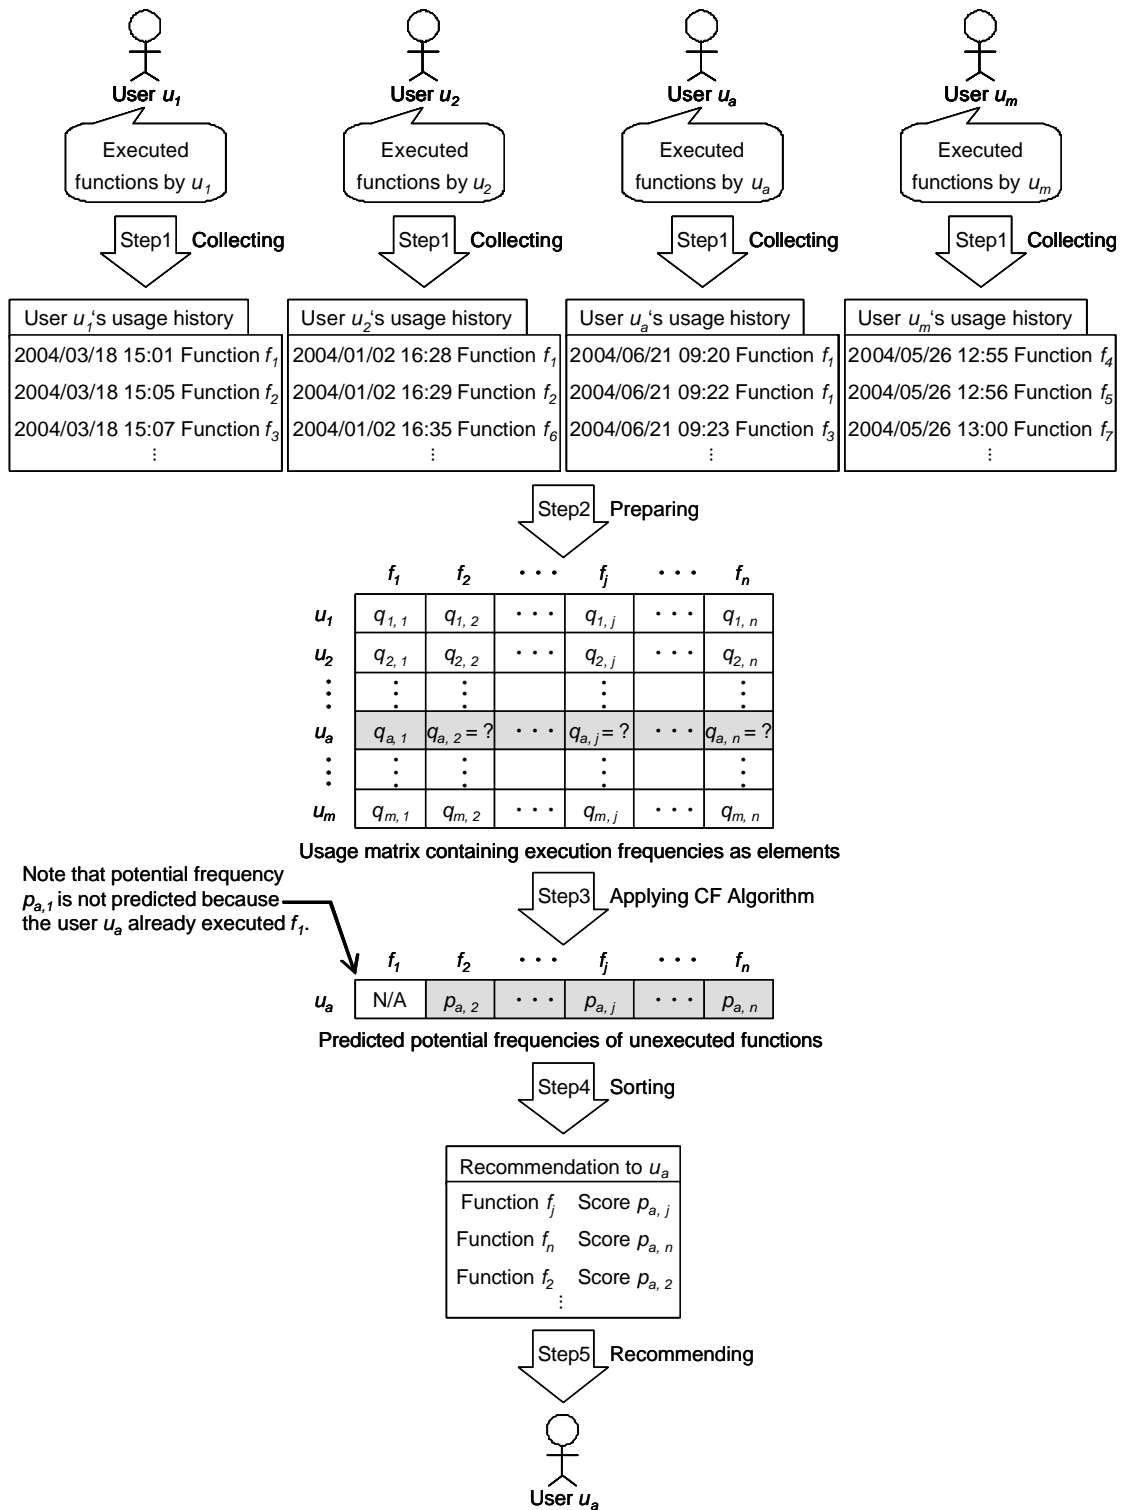 User u1 User u2 User ua User um
Executed functions by u1
Executed functions by u2
Executed functions by ua
Executed functions by um
Step1 Collecting Step1 Collecting Step1 Collecting Step1 Collecting
User u1‘s usage history
2004/03/18 15:01 Function f1
2004/03/18 15:05 Function f2
2004/03/18 15:07 Function f3
⋮
User u2‘s usage history
2004/01/02 16:28 Function f1
2004/01/02 16:29 Function f2
2004/01/02 16:35 Function f6
⋮
User ua‘s usage history
2004/06/21 09:20 Function f1
2004/06/21 09:22 Function f1
2004/06/21 09:23 Function f3
⋮
User um‘s usage history
2004/05/26 12:55 Function f4
2004/05/26 12:56 Function f5
2004/05/26 13:00 Function f7
⋮
Step2 Preparing
f1 f2 ··· fj ··· fn
u1 q1, 1 q1, 2 ··· q1, j ··· q1, n
u2 q2, 1 q2, 2 ··· q2, j ··· q2, n
⋮ ⋮ ⋮ ⋮ ⋮
ua qa, 1 qa, 2 = ? ··· qa, j = ? ··· qa, n = ?
⋮ ⋮ ⋮ ⋮ ⋮
um qm, 1 qm, 2 ··· qm, j ··· qm, n
Usage matrix containing execution frequencies as elements
Note that potential frequency
pa,1 is not predicted because
the user ua already executed f1.
Step3 Applying CF Algorithm
f1 f2 ··· fj ··· fn
ua N/A pa, 2 ··· pa, j ··· pa, n
Predicted potential frequencies of unexecuted functions
Step4 Sorting
Recommendation to ua
Function fj Score pa, j
Function fn Score pa, n
Function f2 Score pa, 2
⋮
Step5 Recommending
User ua